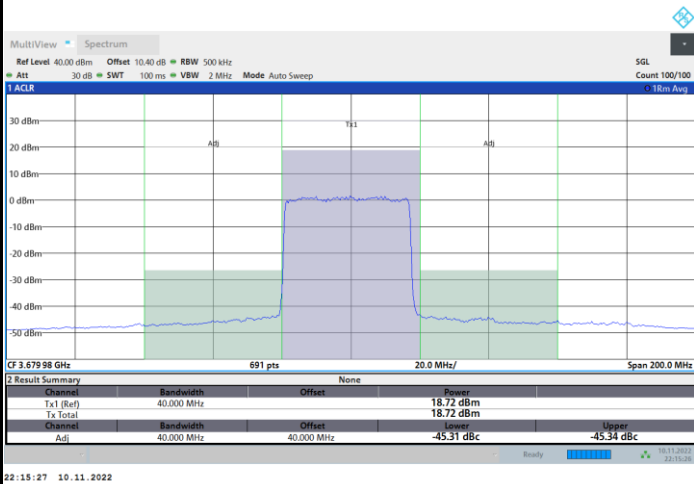 MultiView Spectrum
Ref Level 40.00 dBm Offset 10.40 dB RBW 500 kHz SGL
Att 30 dB SWT 100 ms VBW 2 MHz Mode Auto Sweep Count 100/100
1 ACLR 1Rm Avg
30 dBm
Tx1
20 dBm Adj Adj
10 dBm
0 dBm
-10 dBm
-20 dBm
-30 dBm
-40 dBm
-50 dBm
CF 3.679 98 GHz 691 pts 20.0 MHz/ Span 200.0 MHz
2 Result Summary None
Channel Bandwidth Offset Power
Tx1 (Ref) 40.000 MHz 18.72 dBm
Tx Total 18.72 dBm
Channel Bandwidth Offset Lower Upper
Adj 40.000 MHz 40.000 MHz -45.31 dBc -45.34 dBc
Ready 10.11.2022
22:15:26
22:15:27 10.11.2022